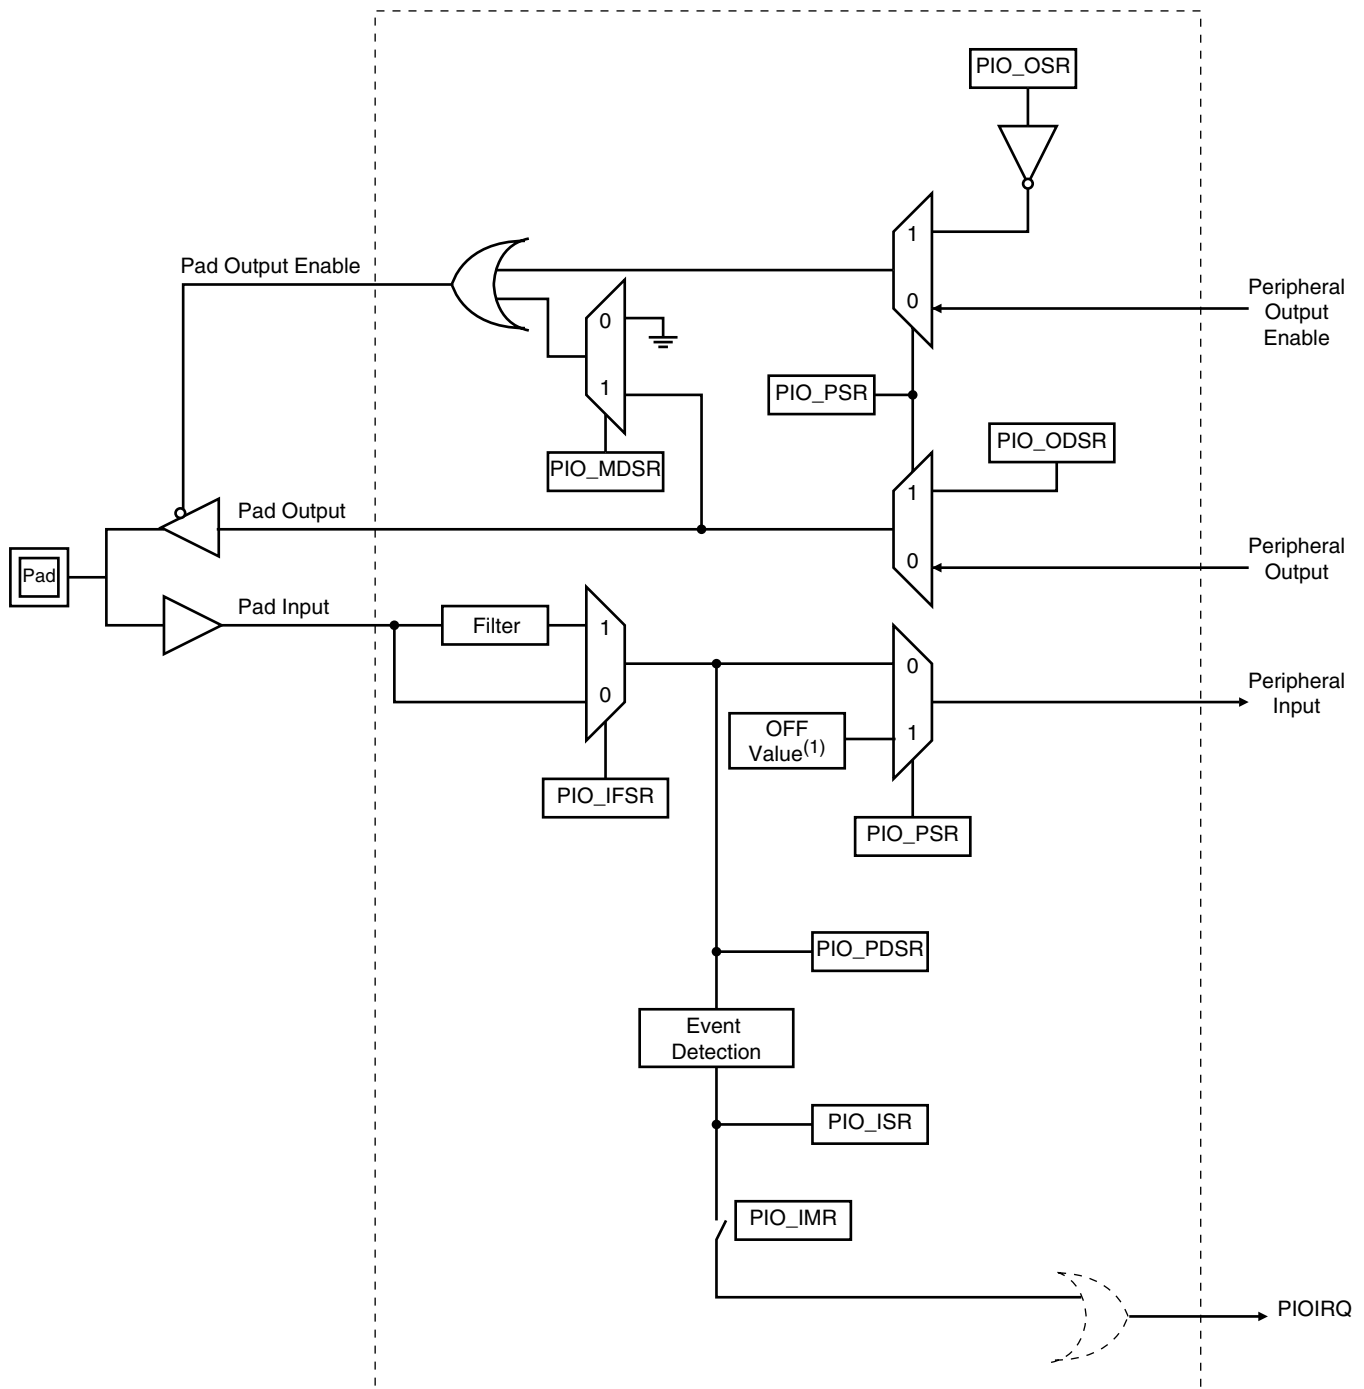 PIO_OSR
1
Pad Output Enable
0
Peripheral
Output
Enable
0
1
PIO_PSR
PIO_MDSR
PIO_ODSR
1
Pad Output
0
Peripheral
Output
Pad
Pad Input
Filter
1
0
0
Peripheral
Input
OFF
Value(1)
1
PIO_IFSR
PIO_PSR
PIO_PDSR
Event
Detection
PIO_ISR
PIO_IMR
PIOIRQ